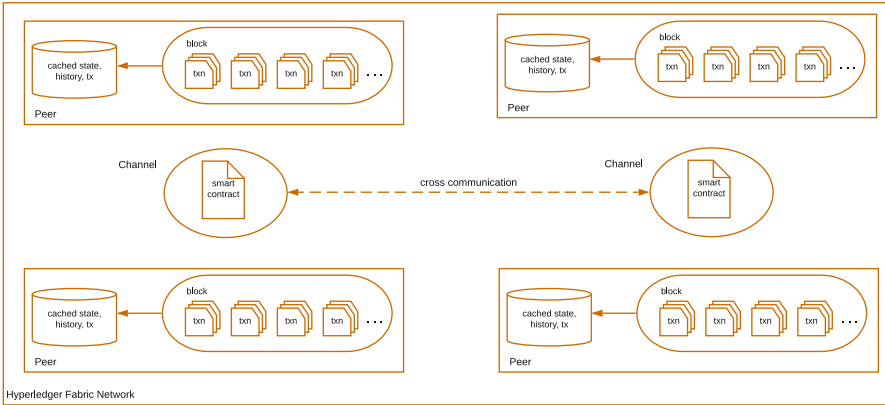 block
cached state,
history, tx
txn txn txn txn ...
Peer
block
cached state,
history, tx
txn txn txn txn ...
Peer
Channel
smart
contract
cross communication
Channel
smart
contract
block
cached state,
history, tx
txn txn txn txn ...
Peer
block
cached state,
history, tx
txn txn txn txn ...
Peer
Hyperledger Fabric Network